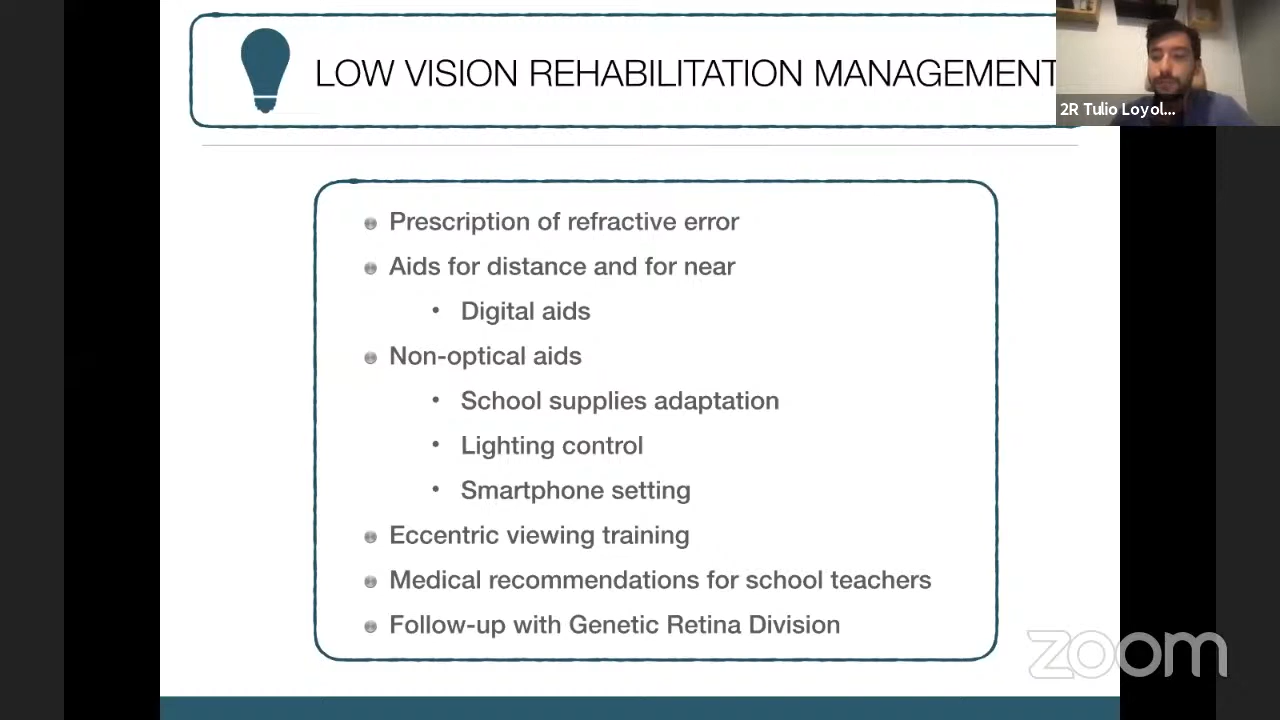 LOW VISION REHABILITATION MANAGEMENT
2R Tulio Loyol...
Prescription of refractive error
Aids for distance and for near
Digital aids
Non-optical aids
School supplies adaptation
Lighting control
Smartphone setting
Eccentric viewing training
Medical recommendations for school teachers
Follow-up with Genetic Retina Division
zoom